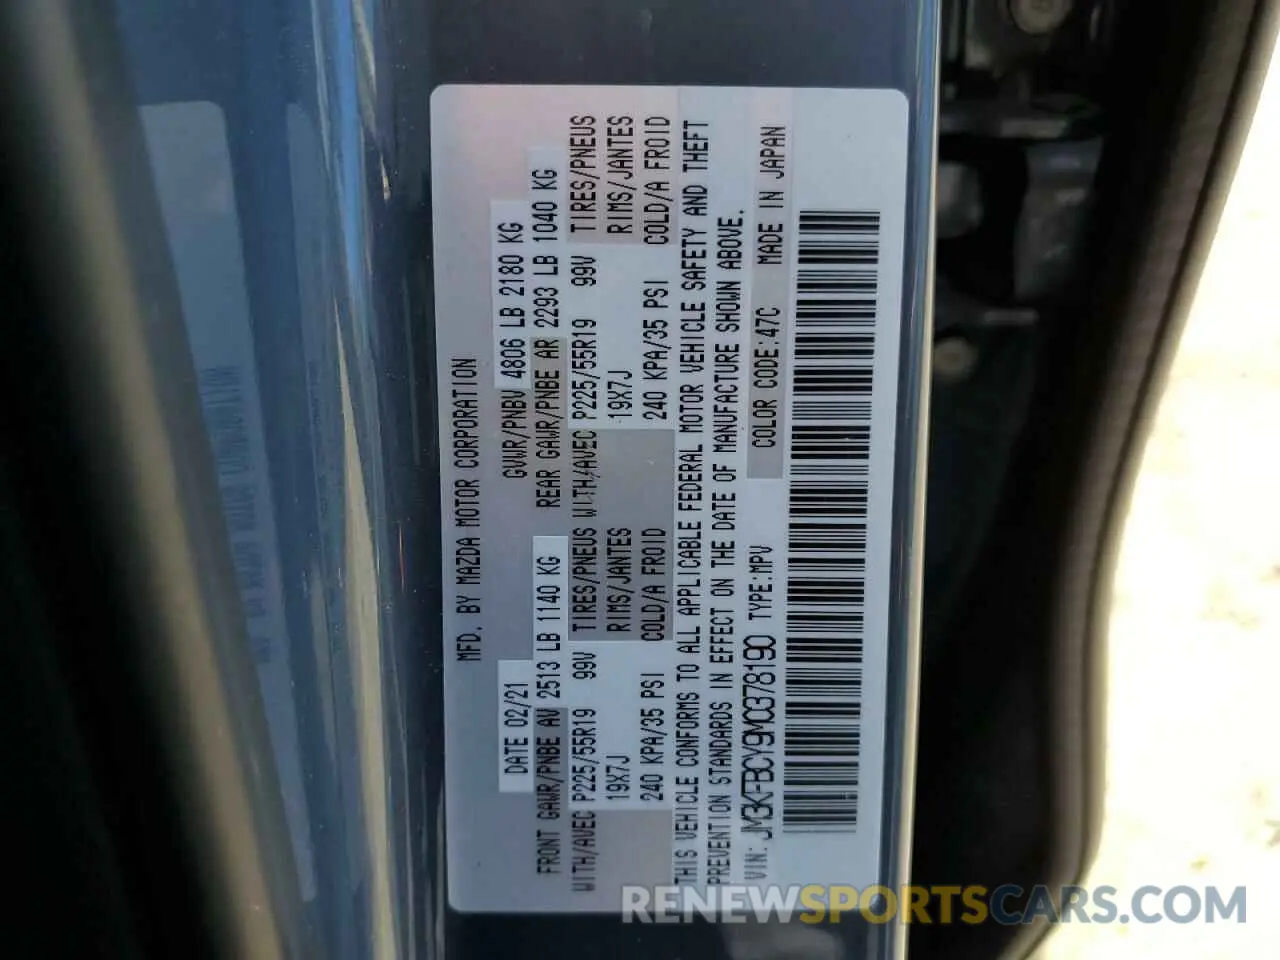 MFD. BY MAZDA MOTOR CORPORATION
DATE 02/21 GVWR/PNBV 4806 LB 2180 KG
FRONT GAWR/PNBE AV 2513 LB 1140 KG REAR GAWR/PNBE AR 2293 LB 1040 KG
WITH/AVEC P225/55R19 99V TIRES/PNEUS WITH/AVEC P225/55R19 99V TIRES/PNEUS
19X7J RIMS/JANTES 19X7J RIMS/JANTES
240 KPA/35 PSI COLD/A FROID 240 KPA/35 PSI COLD/A FROID
THIS VEHICLE CONFORMS TO ALL APPLICABLE FEDERAL MOTOR VEHICLE SAFETY AND THEFT
PREVENTION STANDARDS IN EFFECT ON THE DATE OF MANUFACTURE SHOWN ABOVE.
VIN: JM3KFBCY9M0378190 TYPE:MPV COLOR CODE:47C MADE IN JAPAN
RENEWSPORTSCARS.COM